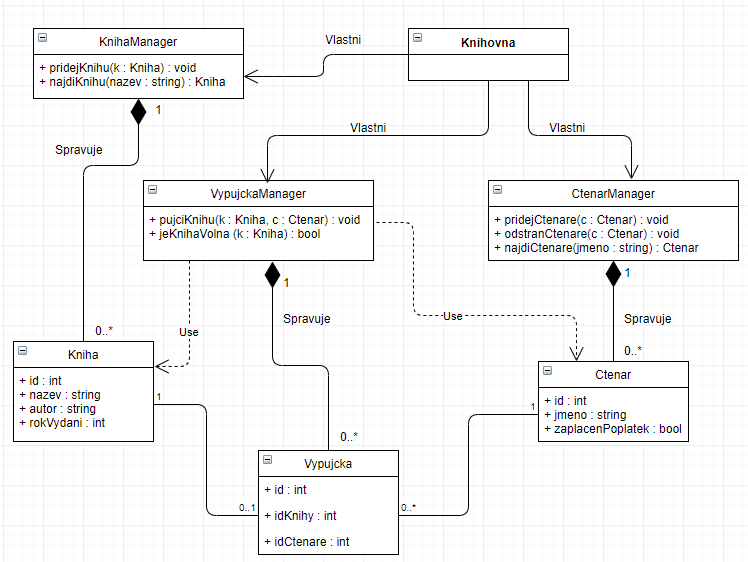 KnihaManager
+ pridejKnihu(k : Kniha) : void
+ najdiKnihu(nazev : string) : Kniha
Vlastni
Knihovna
1
Spravuje
Vlastni
Vlastni
VypujckaManager
+ pujciKnihu(k : Kniha, c : Ctenar) : void
+ jeKnihaVolna (k : Kniha) : bool
CtenarManager
+ pridejCtenare(c : Ctenar) : void
+ odstranCtenare(c : Ctenar) : void
+ najdiCtenare(jmeno : string) : Ctenar
1
1
Spravuje
Spravuje
Use
Use
0..*
0..*
Kniha
+ id : int
+ nazev : string
+ autor : string
+ rokVydani : int
Ctenar
+ id : int
+ jmeno : string
+ zaplacenPoplatek : bool
1
1
0..*
Vypujcka
+ id : int
+ idKnihy : int
+ idCtenare : int
0..1
0..*